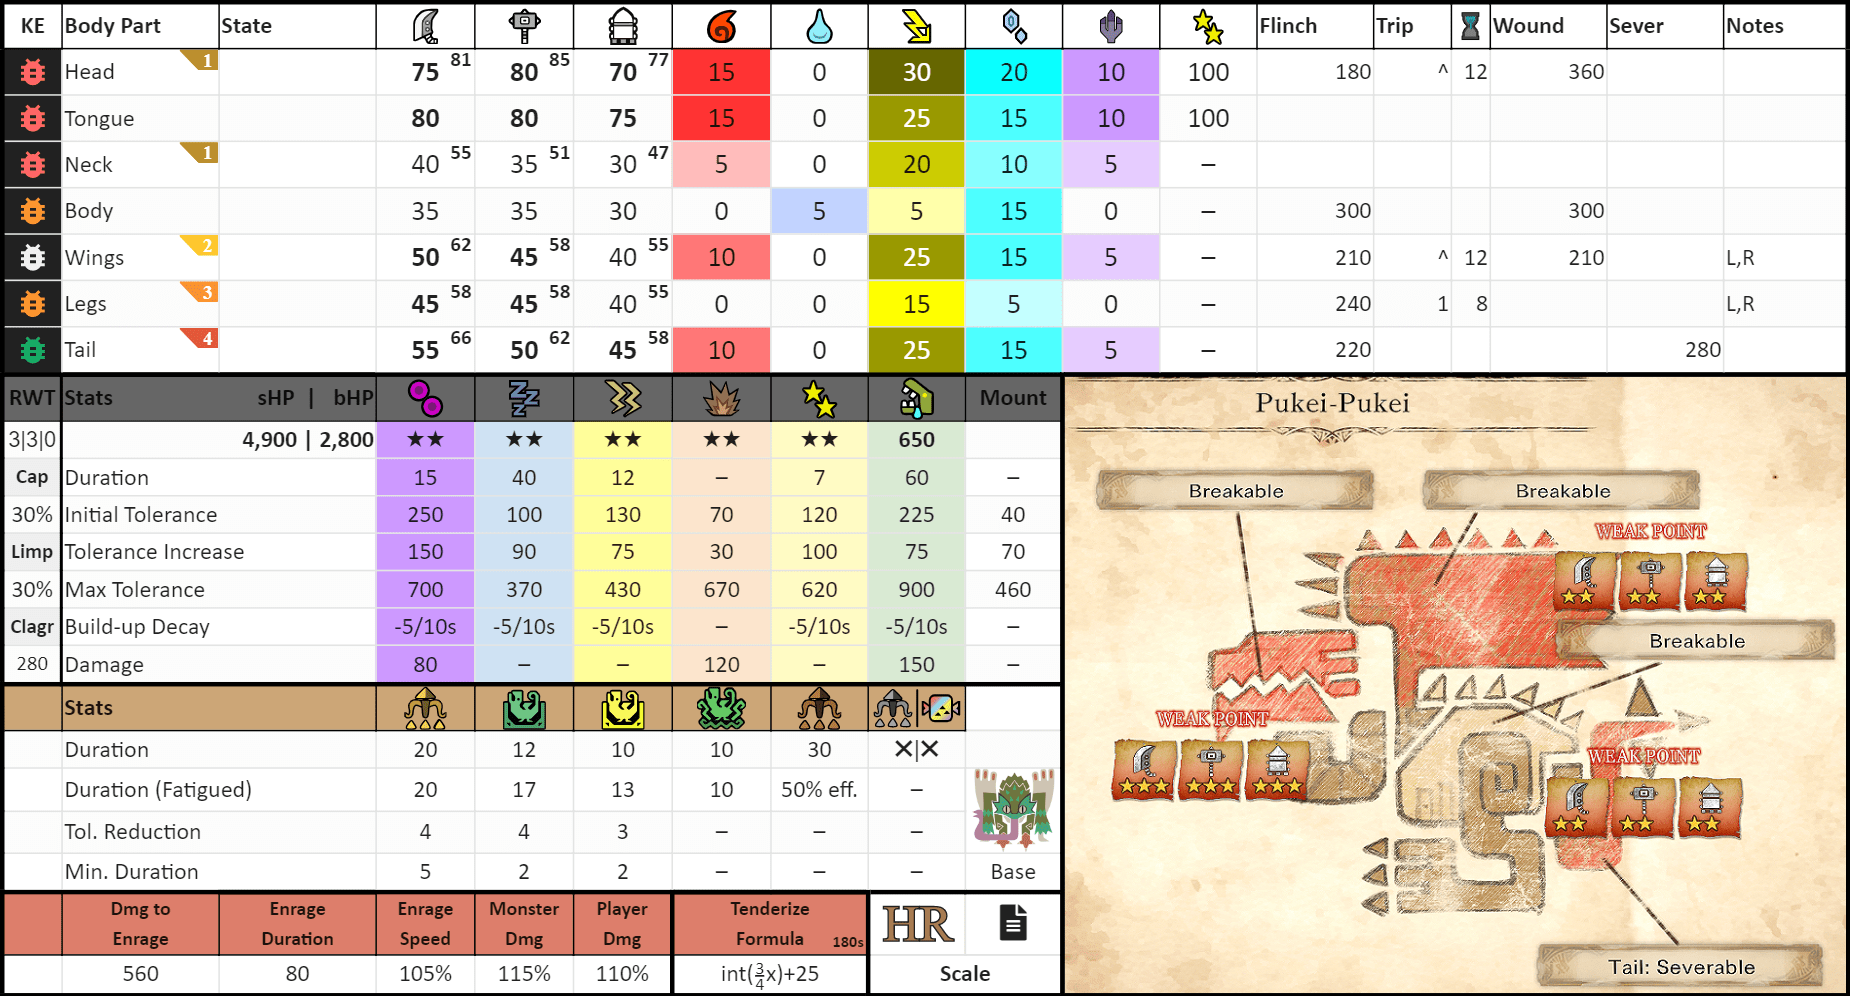 KE Body Part State Flinch Trip Wound Sever Notes
Head 1 75 81 80 85 70 77 15 0 30 20 10 100 180 ^ 12 360
Tongue 80 80 75 15 0 25 15 10 100
Neck 1 40 55 35 51 30 47 5 0 20 10 5 –
Body 35 35 30 0 5 5 15 0 – 300 300
Wings 2 50 62 45 58 40 55 10 0 25 15 5 – 210 ^ 12 210 L,R
Legs 3 45 58 45 58 40 55 0 0 15 5 0 – 240 1 8 L,R
Tail 4 55 66 50 62 45 58 10 0 25 15 5 – 220 280
RWT Stats sHP | bHP Mount
3|3|0 4,900 | 2,800 ★★ ★★ ★★ ★★ ★★ 650
Cap Duration 15 40 12 – 7 60 –
30% Initial Tolerance 250 100 130 70 120 225 40
Limp Tolerance Increase 150 90 75 30 100 75 70
30% Max Tolerance 700 370 430 670 620 900 460
Clagr Build-up Decay -5/10s -5/10s -5/10s – -5/10s -5/10s –
280 Damage 80 – – 120 – 150 –
Stats
Duration 20 12 10 10 30 ✕|✕
Duration (Fatigued) 20 17 13 10 50% eff. –
Tol. Reduction 4 4 3 – – –
Min. Duration 5 2 2 – – – Base
Dmg to Enrage Enrage Duration Enrage Speed Monster Dmg Player Dmg Tenderize Formula 180s HR
560 80 105% 115% 110% int(3/4x)+25 Scale
Pukei-Pukei
Breakable Breakable
WEAK POINT
Breakable
WEAK POINT
WEAK POINT
Tail: Severable